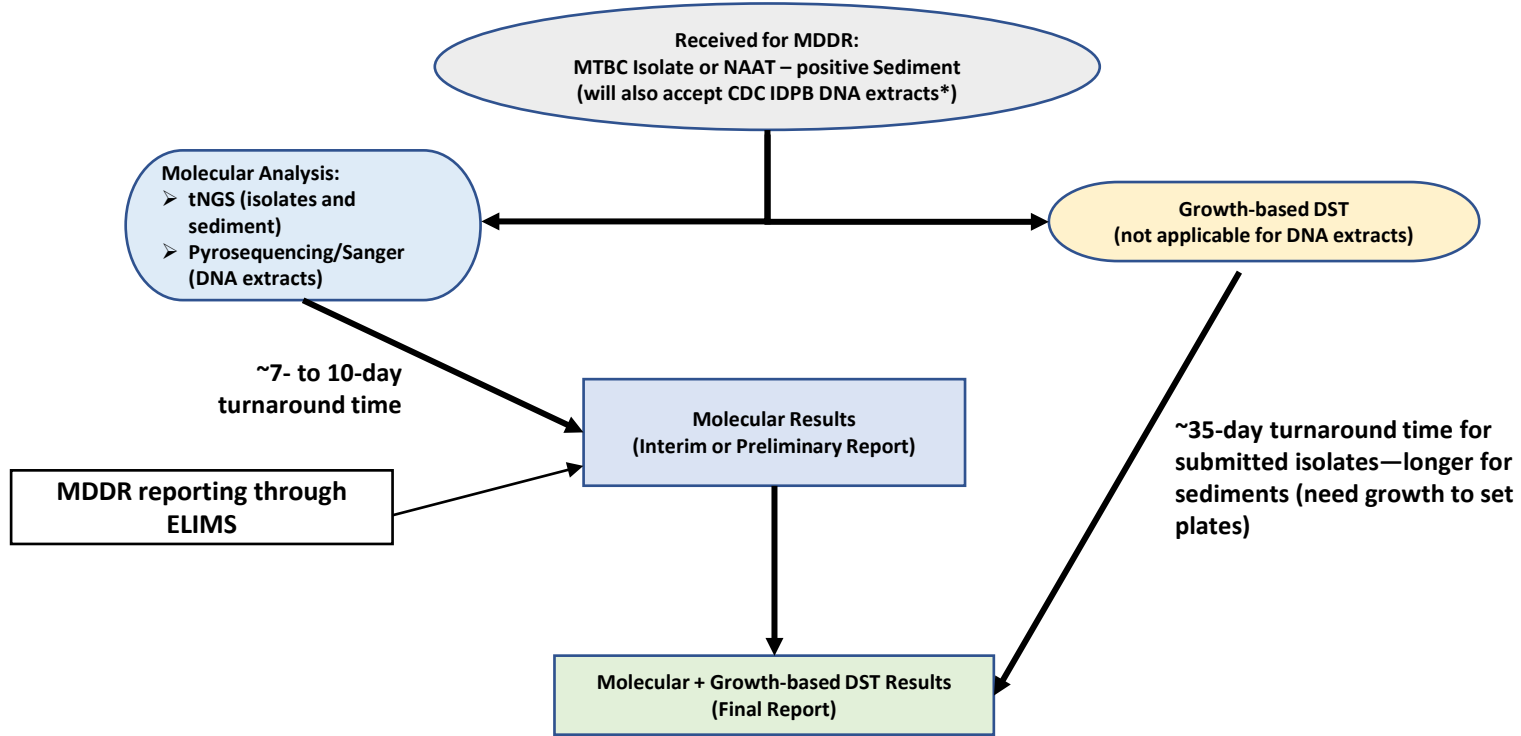 Received for MDDR:
MTBC Isolate or NAAT – positive Sediment
(will also accept CDC IDPB DNA extracts*)
Molecular Analysis:
➢ tNGS (isolates and
sediment)
➢ Pyrosequencing/Sanger
(DNA extracts)
Growth-based DST
(not applicable for DNA extracts)
~7- to 10-day
turnaround time
Molecular Results
(Interim or Preliminary Report)
~35-day turnaround time for
submitted isolates—longer for
sediments (need growth to set
plates)
MDDR reporting through
ELIMS
Molecular + Growth-based DST Results
(Final Report)